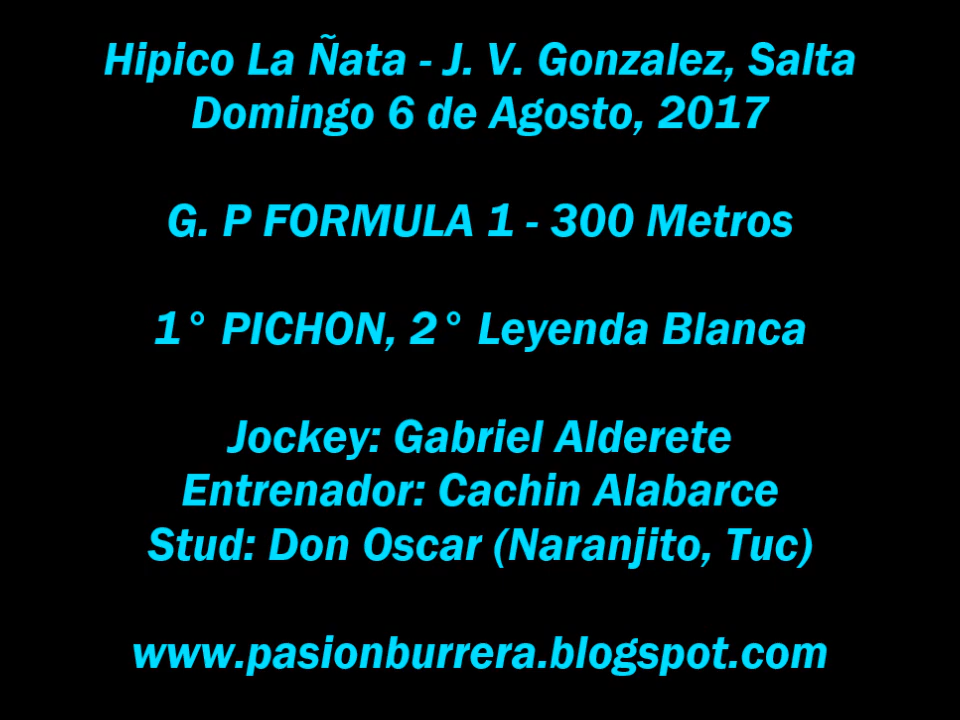 Hipico La Ñata - J. V. Gonzalez, Salta
Domingo 6 de Agosto, 2017
G. P FORMULA 1 - 300 Metros
1° PICHON, 2° Leyenda Blanca
Jockey: Gabriel Alderete
Entrenador: Cachin Alabarce
Stud: Don Oscar (Naranjito, Tuc)
www.pasionburrera.blogspot.com